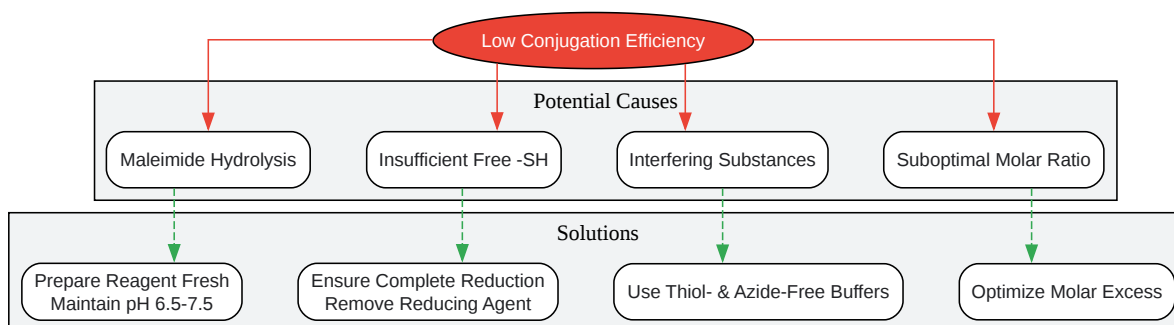 Low Conjugation Efficiency
Potential Causes
Maleimide Hydrolysis
Insufficient Free -SH
Interfering Substances
Suboptimal Molar Ratio
Solutions
Prepare Reagent Fresh
Maintain pH 6.5-7.5
Ensure Complete Reduction
Remove Reducing Agent
Use Thiol- & Azide-Free Buffers
Optimize Molar Excess